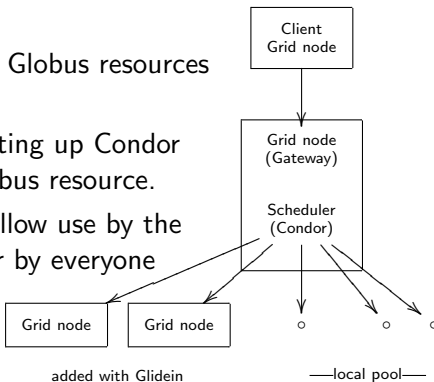 Globus resources
ting up Condor
bus resource.
llow use by the
r by everyone
Client
Grid node
Grid node
(Gateway)
Scheduler
(Condor)
Grid node
Grid node
added with Glidein
local pool